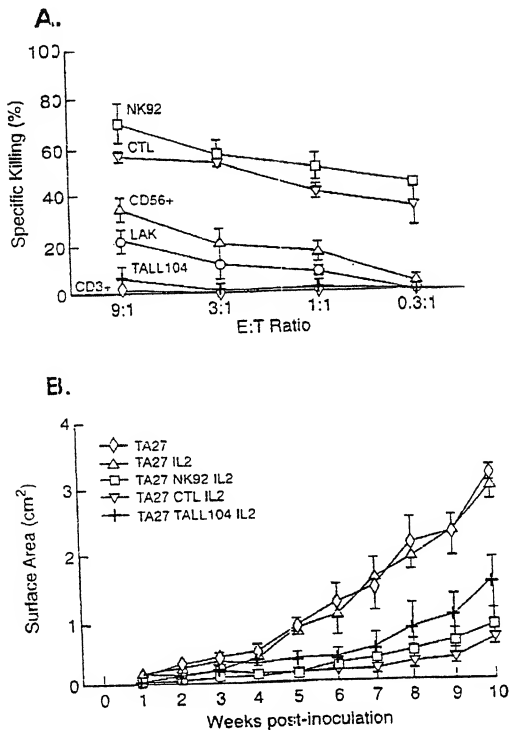 A.
100
80
60
40
20
0
Specific Killing (%)
NK92
CTL
CD56+
LAK
TALL104
CD3+
9:1 3:1 1:1 0.3:1
E:T Ratio
B.
4
3
2
1
0
Surface Area (cm²)
TA27
TA27 IL2
TA27 NK92 IL2
TA27 CTL IL2
TA27 TALL104 IL2
0 1 2 3 4 5 6 7 8 9 10
Weeks post-inoculation